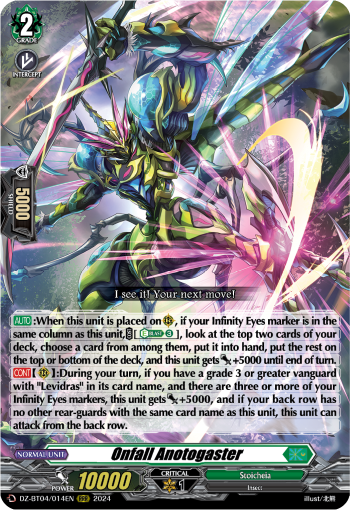 2
GRADE
INTERCEPT
5000
SHIELD
I see it! Your next move!
AUTO:When this unit is placed on , if your Infinity Eyes marker is in the
same column as this unit, [E-BLAST 3], look at the top two cards of your
deck, choose a card from among them, put it into hand, put the rest on
the top or bottom of the deck, and this unit gets +5000 until end of turn.
CONT【 】:During your turn, if you have a grade 3 or greater vanguard
with "Levidras" in its card name, and there are three or more of your
Infinity Eyes markers, this unit gets +5000, and if your back row has
no other rear-guards with the same card name as this unit, this unit can
attack from the back row.
NORMAL UNIT
Onfall Anotogaster
POWER
10000
CRITICAL
1
Stoicheia
Insect
DZ-BT04/014EN RRR 2024
illust/北熊